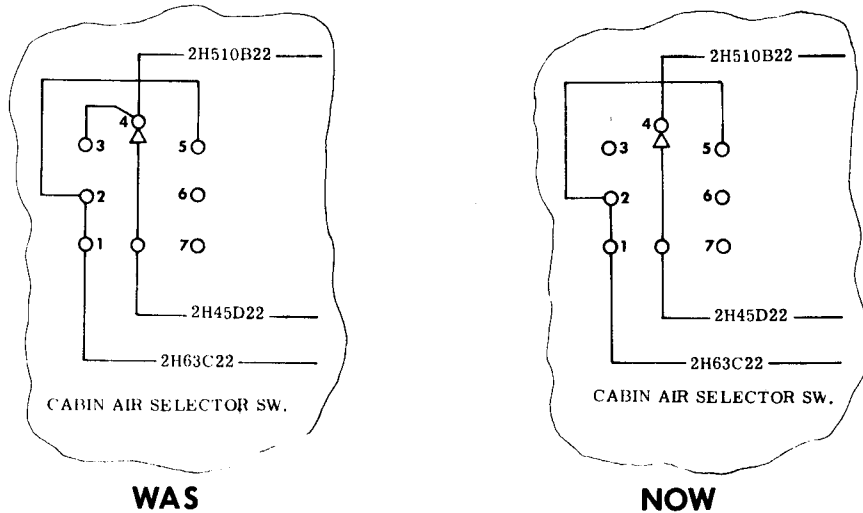 2H510B22
4
3
5
2
6
1
7
2H45D22
2H63C22
CABIN AIR SELECTOR SW.
WAS
2H510B22
4
3
5
2
6
1
7
2H45D22
2H63C22
CABIN AIR SELECTOR SW.
NOW